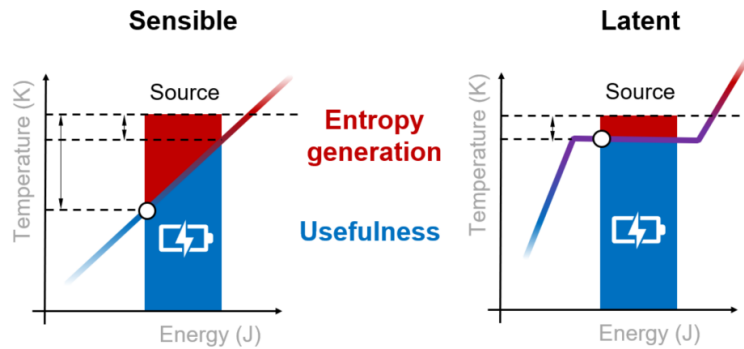 Sensible
Temperature (K)
Source
Energy (J)
Entropy
generation
Usefulness
Latent
Temperature (K)
Source
Energy (J)